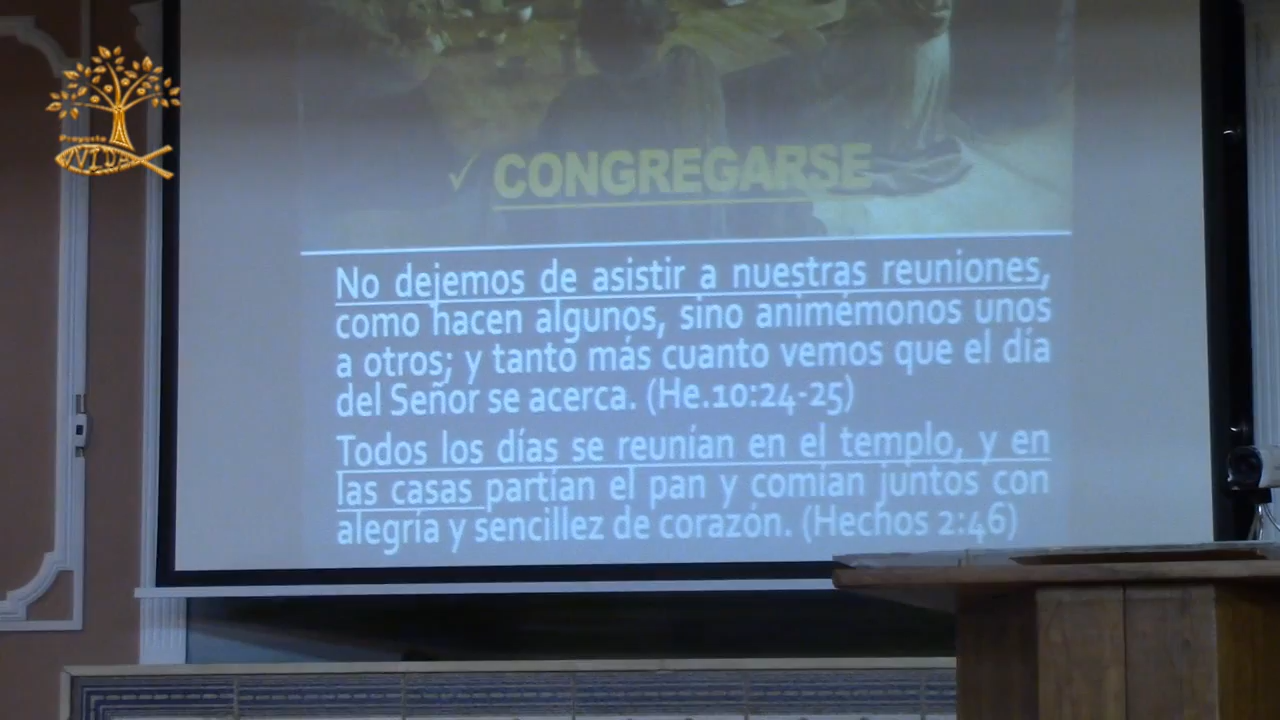 Proyecto
VIDA
✓ CONGREGARSE
No dejemos de asistir a nuestras reuniones,
como hacen algunos, sino animémonos unos
a otros; y tanto más cuanto vemos que el día
del Señor se acerca. (He.10:24-25)
Todos los días se reunían en el templo, y en
las casas partían el pan y comían juntos con
alegría y sencillez de corazón. (Hechos 2:46)